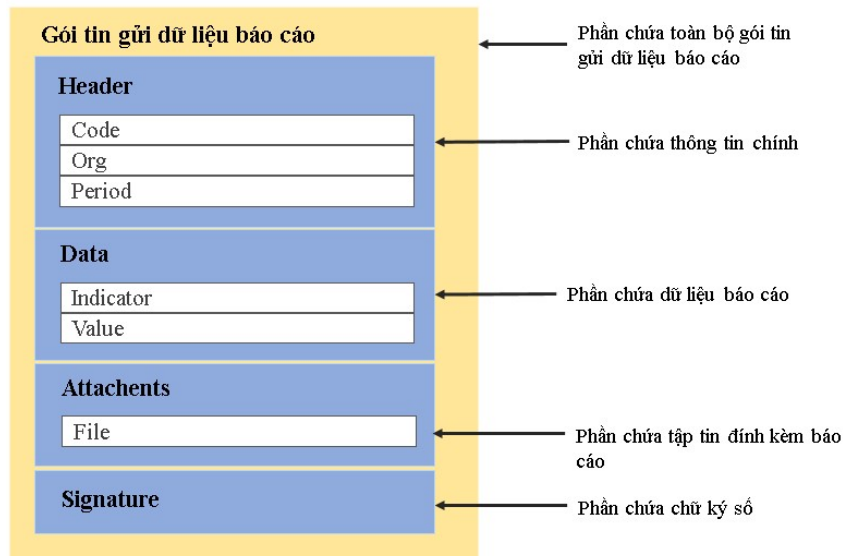 Gói tin gửi dữ liệu báo cáo
Phần chứa toàn bộ gói tin
gửi dữ liệu báo cáo
Header
Code
Org
Period
Phần chứa thông tin chính
Data
Indicator
Value
Phần chứa dữ liệu báo cáo
Attachents
File
Phần chứa tập tin đính kèm báo
cáo
Signature
Phần chứa chữ ký số